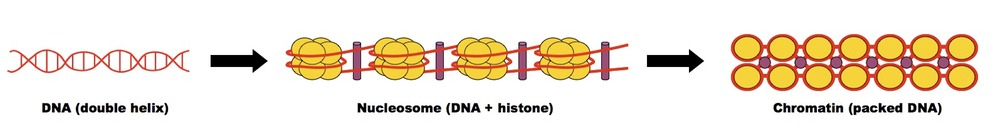 DNA (double helix)
Nucleosome (DNA + histone)
Chromatin (packed DNA)